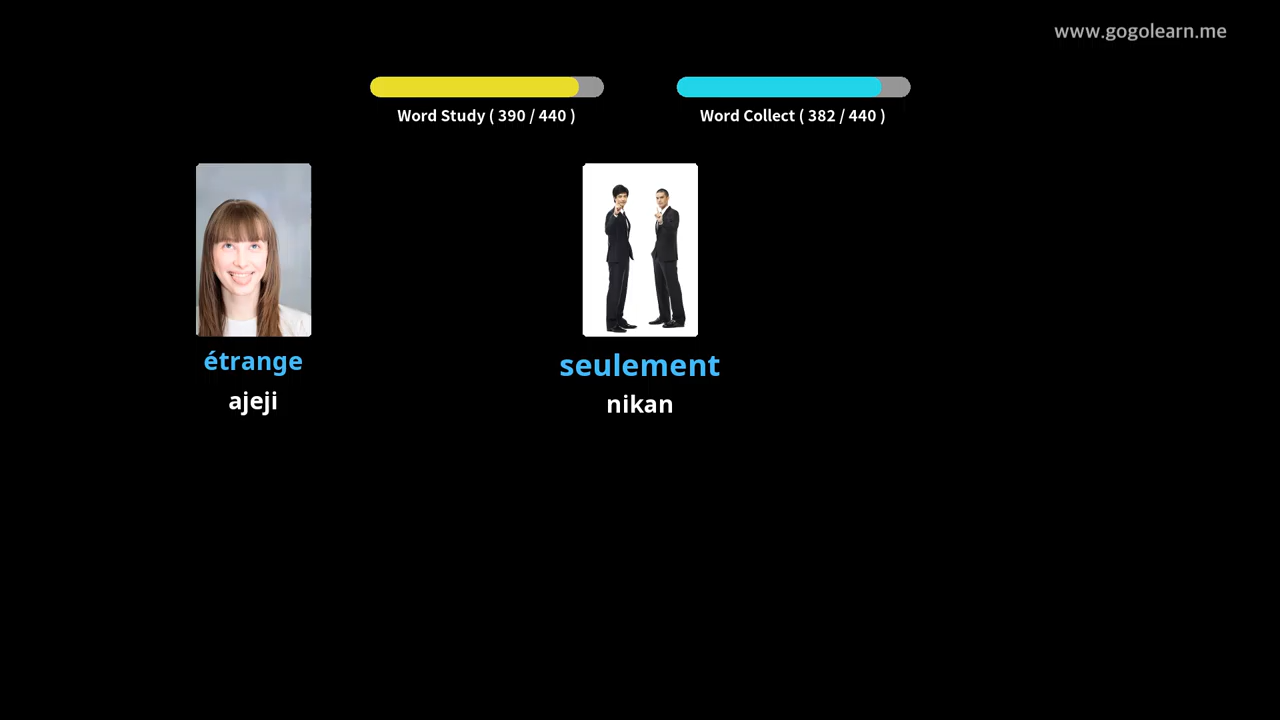 www.gogolearn.me
Word Study ( 390 / 440 )
Word Collect ( 382 / 440 )
étrange
ajeji
seulement
nikan